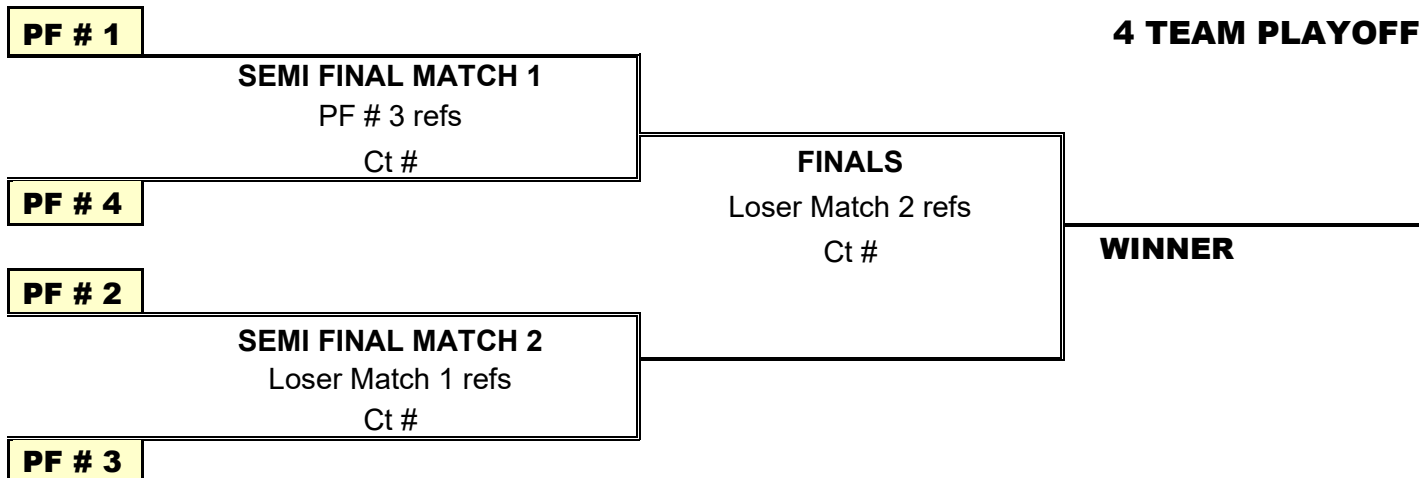 PF # 1
4 TEAM PLAYOFF
SEMI FINAL MATCH 1
PF # 3 refs
Ct #
PF # 4
FINALS
Loser Match 2 refs
Ct #
WINNER
PF # 2
SEMI FINAL MATCH 2
Loser Match 1 refs
Ct #
PF # 3